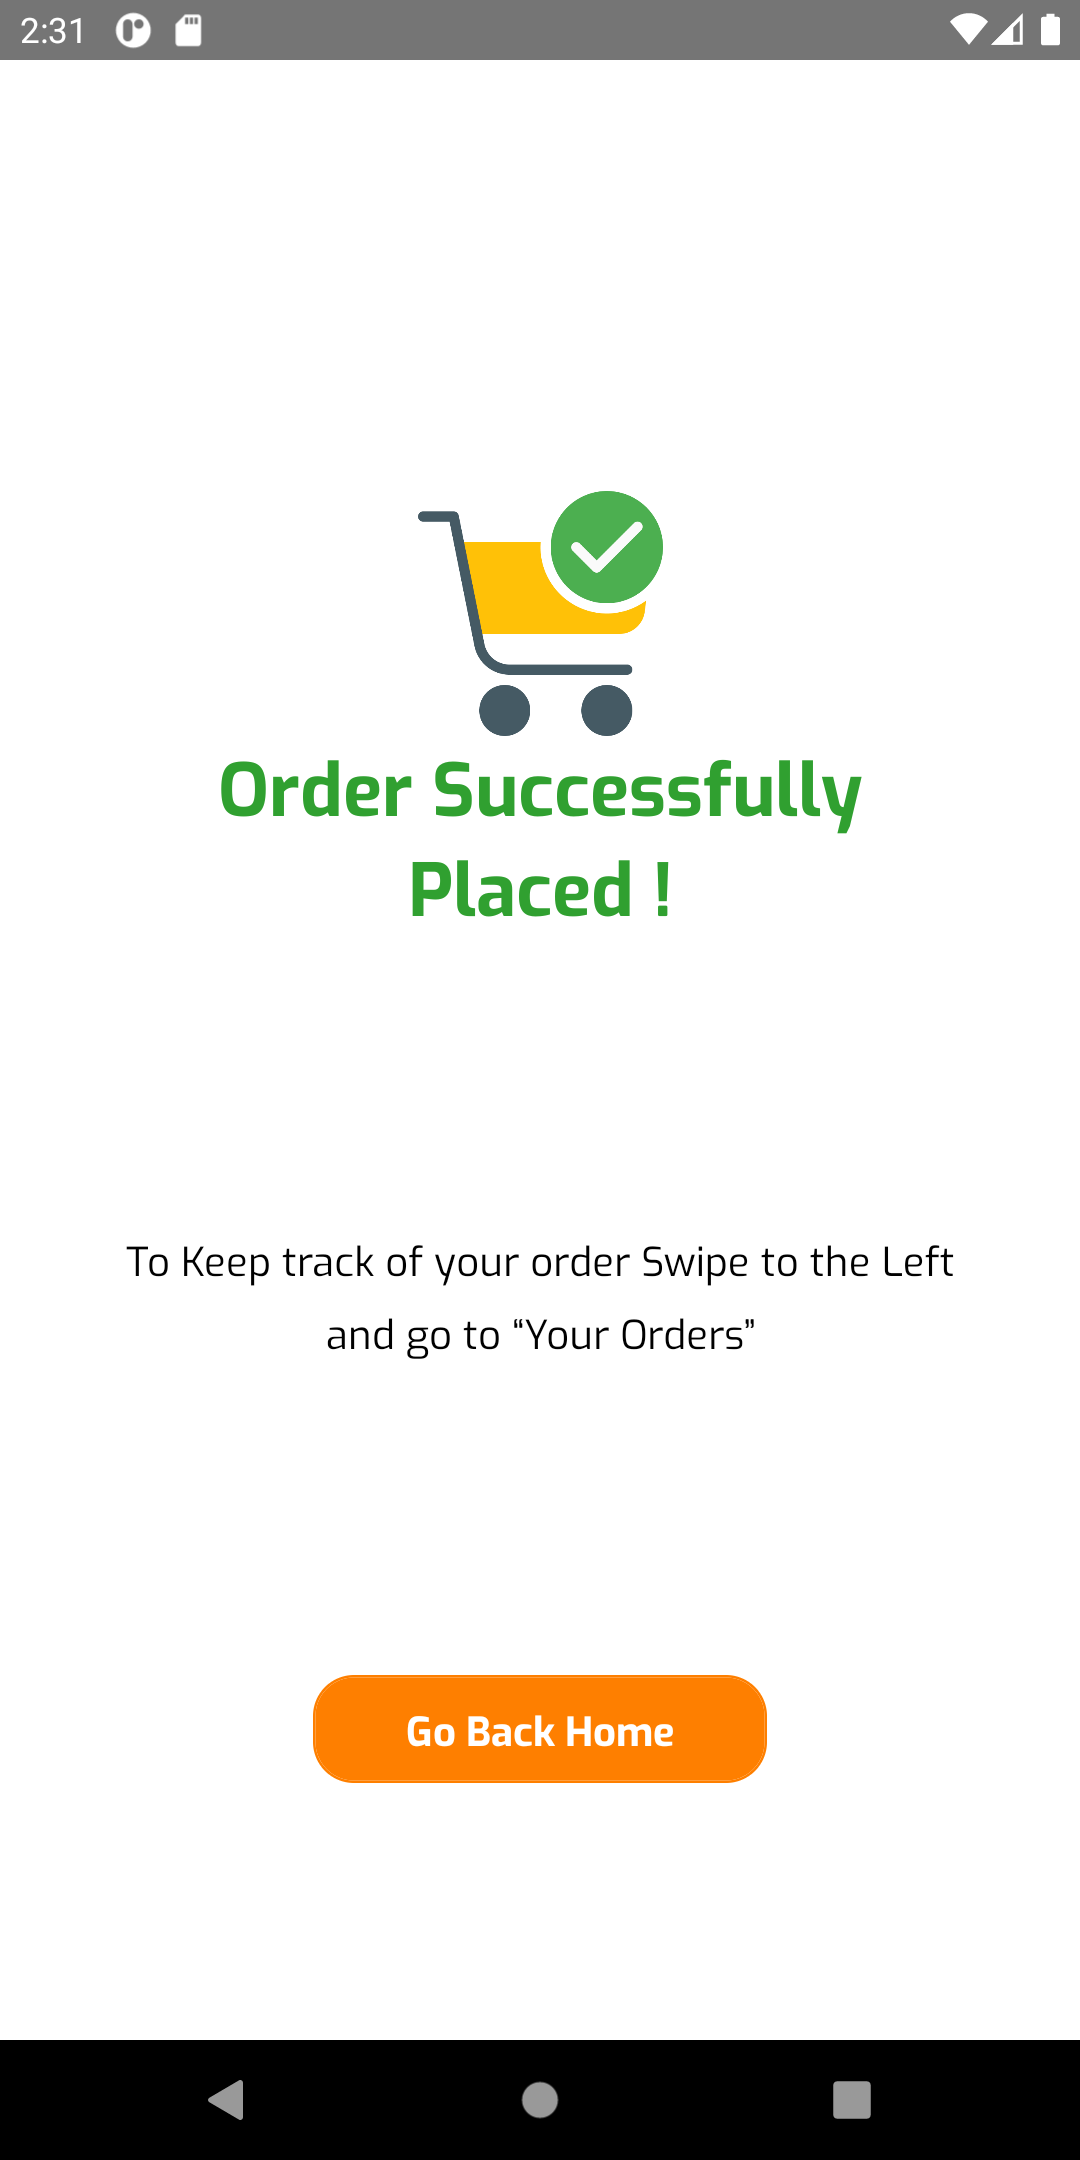 2:31
Order Successfully
Placed !
To Keep track of your order Swipe to the Left
and go to “Your Orders”
Go Back Home